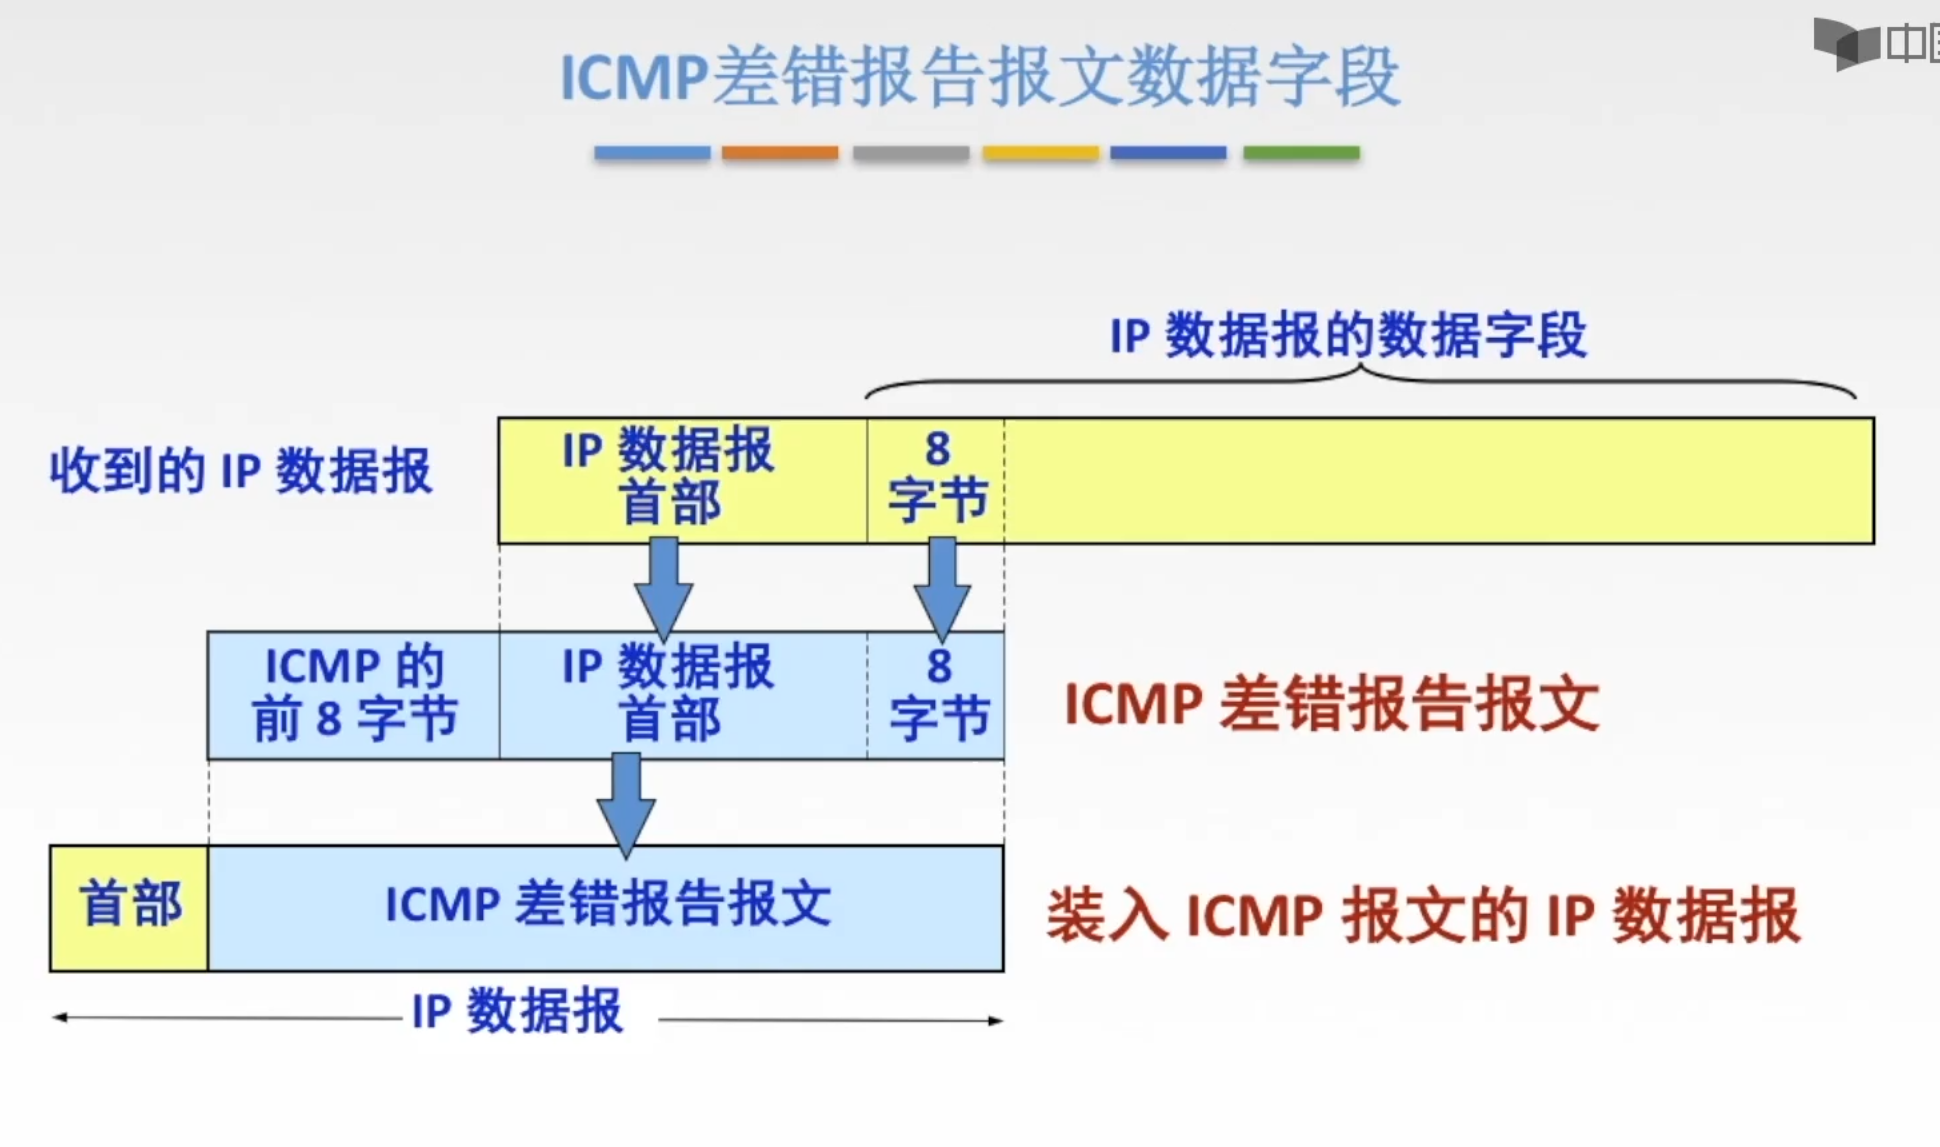 中
ICMP差错报告报文数据字段
IP 数据报的数据字段
收到的 IP 数据报
IP 数据报
首部
8
字节
ICMP 的
前 8 字节
IP 数据报
首部
8
字节
ICMP 差错报告报文
首部
ICMP 差错报告报文
装入 ICMP 报文的 IP 数据报
IP 数据报